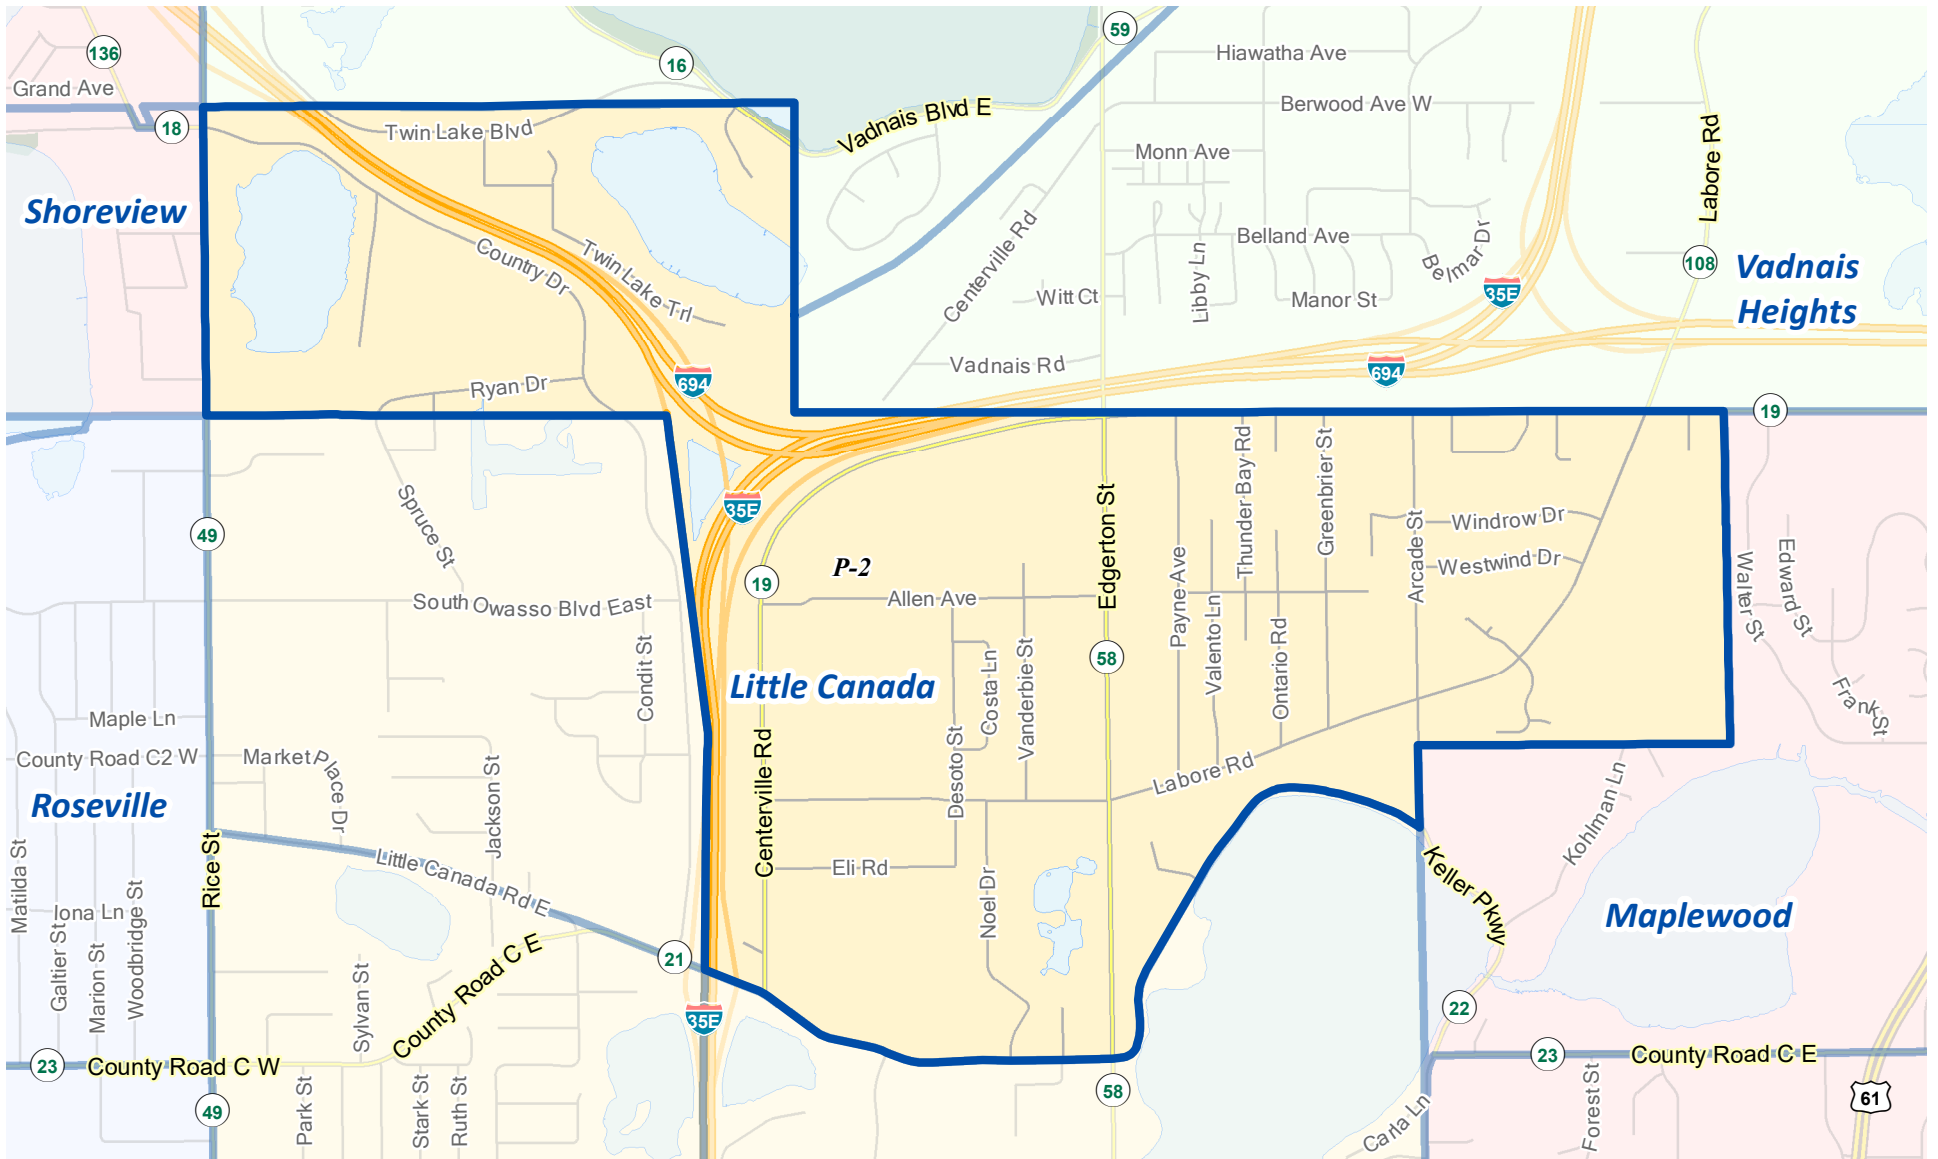 136
Grand Ave
18
16
59
Hiawatha Ave
Berwood Ave W
Twin Lake Blvd
Vadnais Blvd E
Monn Ave
Labore Rd
Shoreview
Country Dr
Twin Lake Trl
Centerville Rd
Libby Ln
Belland Ave
Belmar Dr
108
Vadnais
Heights
Witt Ct
Manor St
35E
Ryan Dr
694
Vadnais Rd
694
19
Spruce St
35E
Edgerton St
Payne Ave
Thunder Bay Rd
Greenbrier St
Arcade St
Windrow Dr
Westwind Dr
49
P-2
19
Allen Ave
South Owasso Blvd East
Condit St
Costa Ln
Vanderbie St
58
Valento Ln
Ontario Rd
Walter St
Edward St
Frank St
Little Canada
Maple Ln
County Road C2 W
Market Place Dr
Jackson St
Centerville Rd
Desoto St
Labore Rd
Kohlman Ln
Roseville
Rice St
Little Canada Rd E
Eli Rd
Noel Dr
Keller Pkwy
Maplewood
Matilda St
Iona Ln
Galtier St
Marion St
Woodbridge St
Sylvan St
County Road C E
21
35E
22
23
County Road C W
23
County Road C E
49
Park St
Stark St
Ruth St
58
Carla Ln
Forest St
61